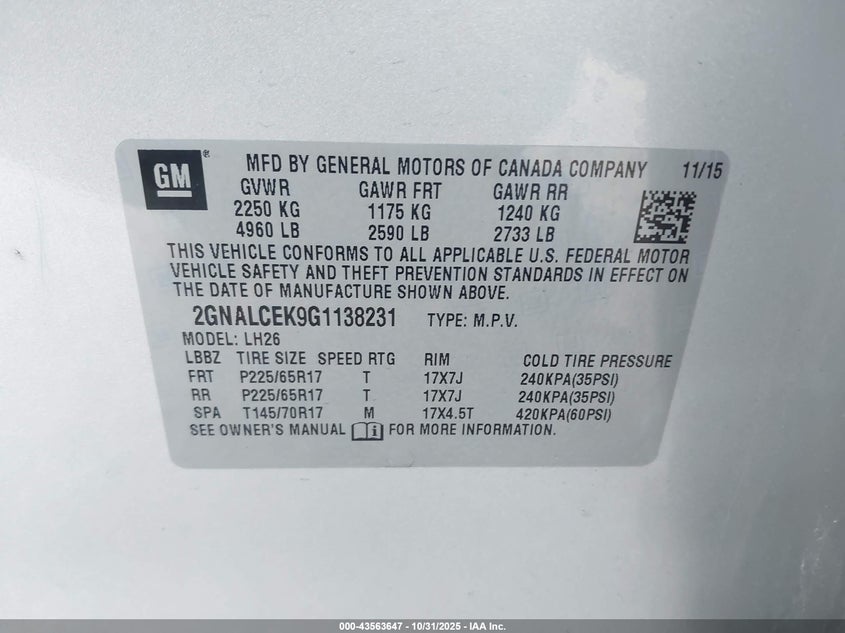 GM ® MFD BY GENERAL MOTORS OF CANADA COMPANY 11/15
GVWR GAWR FRT GAWR RR
2250 KG 1175 KG 1240 KG
4960 LB 2590 LB 2733 LB
THIS VEHICLE CONFORMS TO ALL APPLICABLE U.S. FEDERAL MOTOR
VEHICLE SAFETY AND THEFT PREVENTION STANDARDS IN EFFECT ON
THE DATE OF MANUFACTURE SHOWN ABOVE.
2GNALCEK9G1138231 TYPE: M.P.V.
MODEL: LH26
LBBZ TIRE SIZE SPEED RTG RIM COLD TIRE PRESSURE
FRT P225/65R17 T 17X7J 240KPA(35PSI)
RR P225/65R17 T 17X7J 240KPA(35PSI)
SPA T145/70R17 M 17X4.5T 420KPA(60PSI)
SEE OWNER'S MANUAL i FOR MORE INFORMATION.
000-43563647 - 10/31/2025 - IAA Inc.